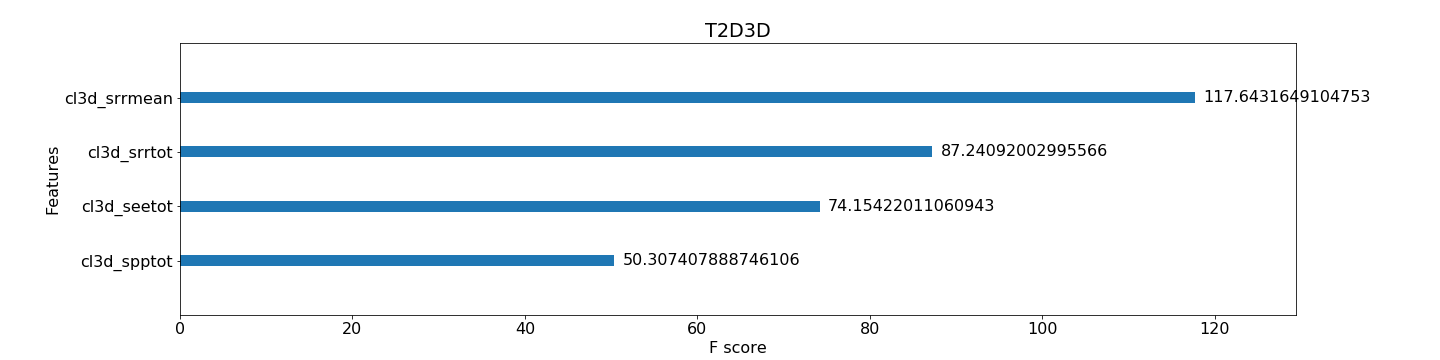 T2D3D
cl3d_srrmean
117.6431649104753
cl3d_srrtot
87.24092002995566
cl3d_seetot
74.15422011060943
cl3d_spptot
50.307407888746106
Features
0 20 40 60 80 100 120
F score